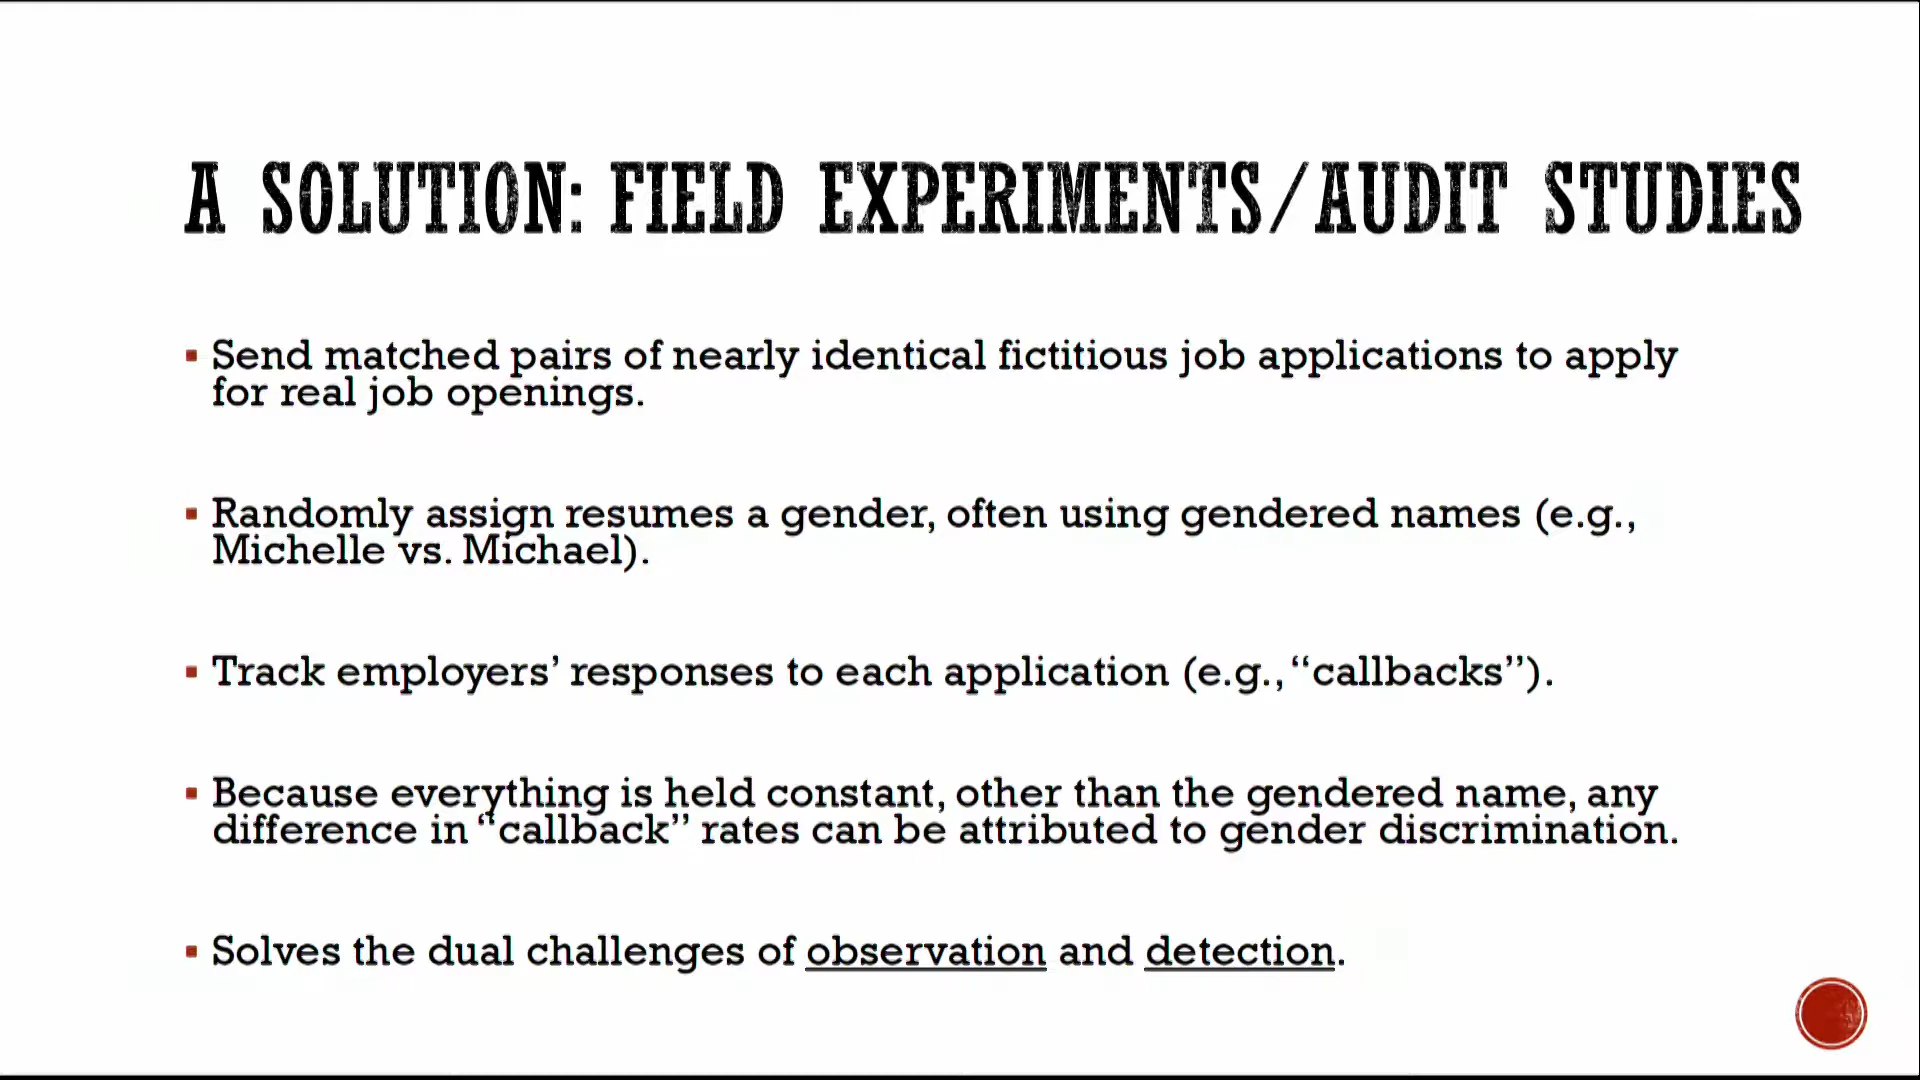 A SOLUTION: FIELD EXPERIMENTS/AUDIT STUDIES
Send matched pairs of nearly identical fictitious job applications to apply
for real job openings.
Randomly assign resumes a gender, often using gendered names (e.g.,
Michelle vs. Michael).
Track employers’ responses to each application (e.g., “callbacks”).
Because everything is held constant, other than the gendered name, any
difference in “callback” rates can be attributed to gender discrimination.
Solves the dual challenges of observation and detection.